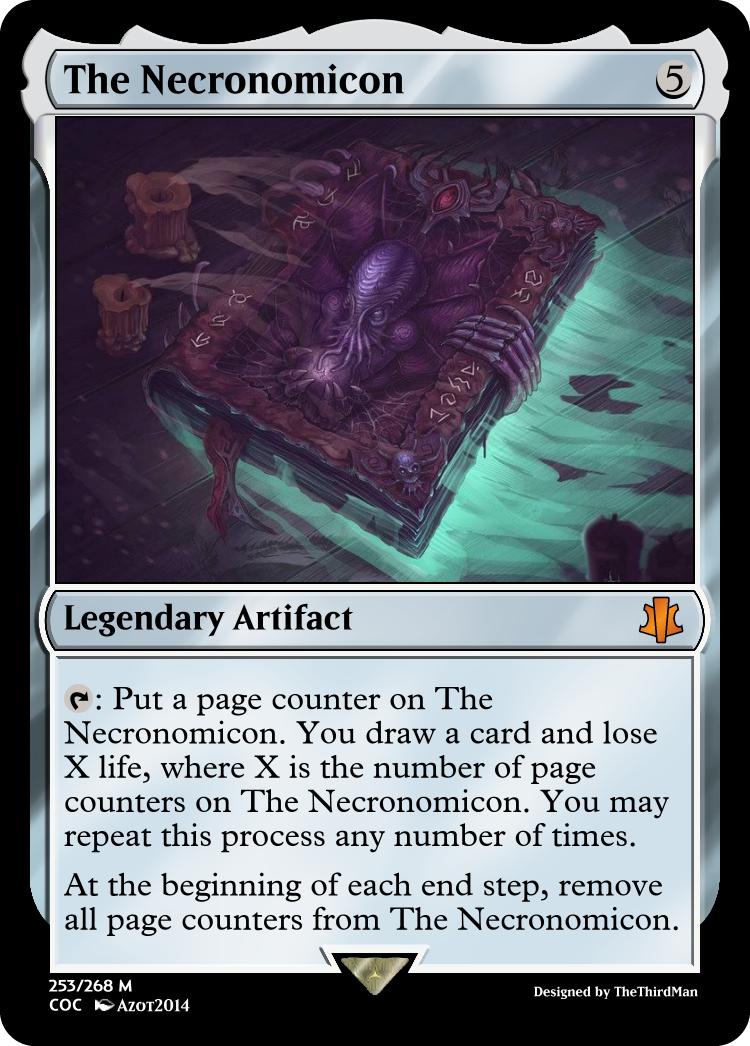 The Necronomicon 5
Legendary Artifact
: Put a page counter on The
Necronomicon. You draw a card and lose
X life, where X is the number of page
counters on The Necronomicon. You may
repeat this process any number of times.
At the beginning of each end step, remove
all page counters from The Necronomicon.
253/268 M
COC Azot2014
Designed by TheThirdMan